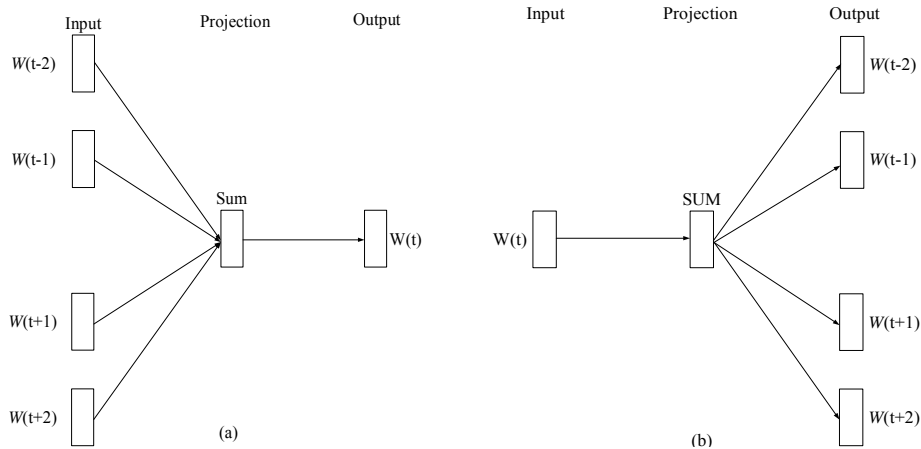 Input
Projection
Output
W(t-2)
W(t-1)
Sum
W(t)
W(t+1)
W(t+2)
(a)
Input
Projection
Output
W(t-2)
W(t-1)
SUM
W(t)
W(t+1)
W(t+2)
(b)